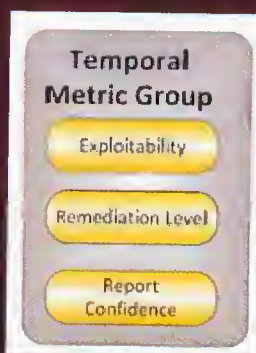 Temporal
Metric Group
Exploitability
Remediation Level
Report
Confidence